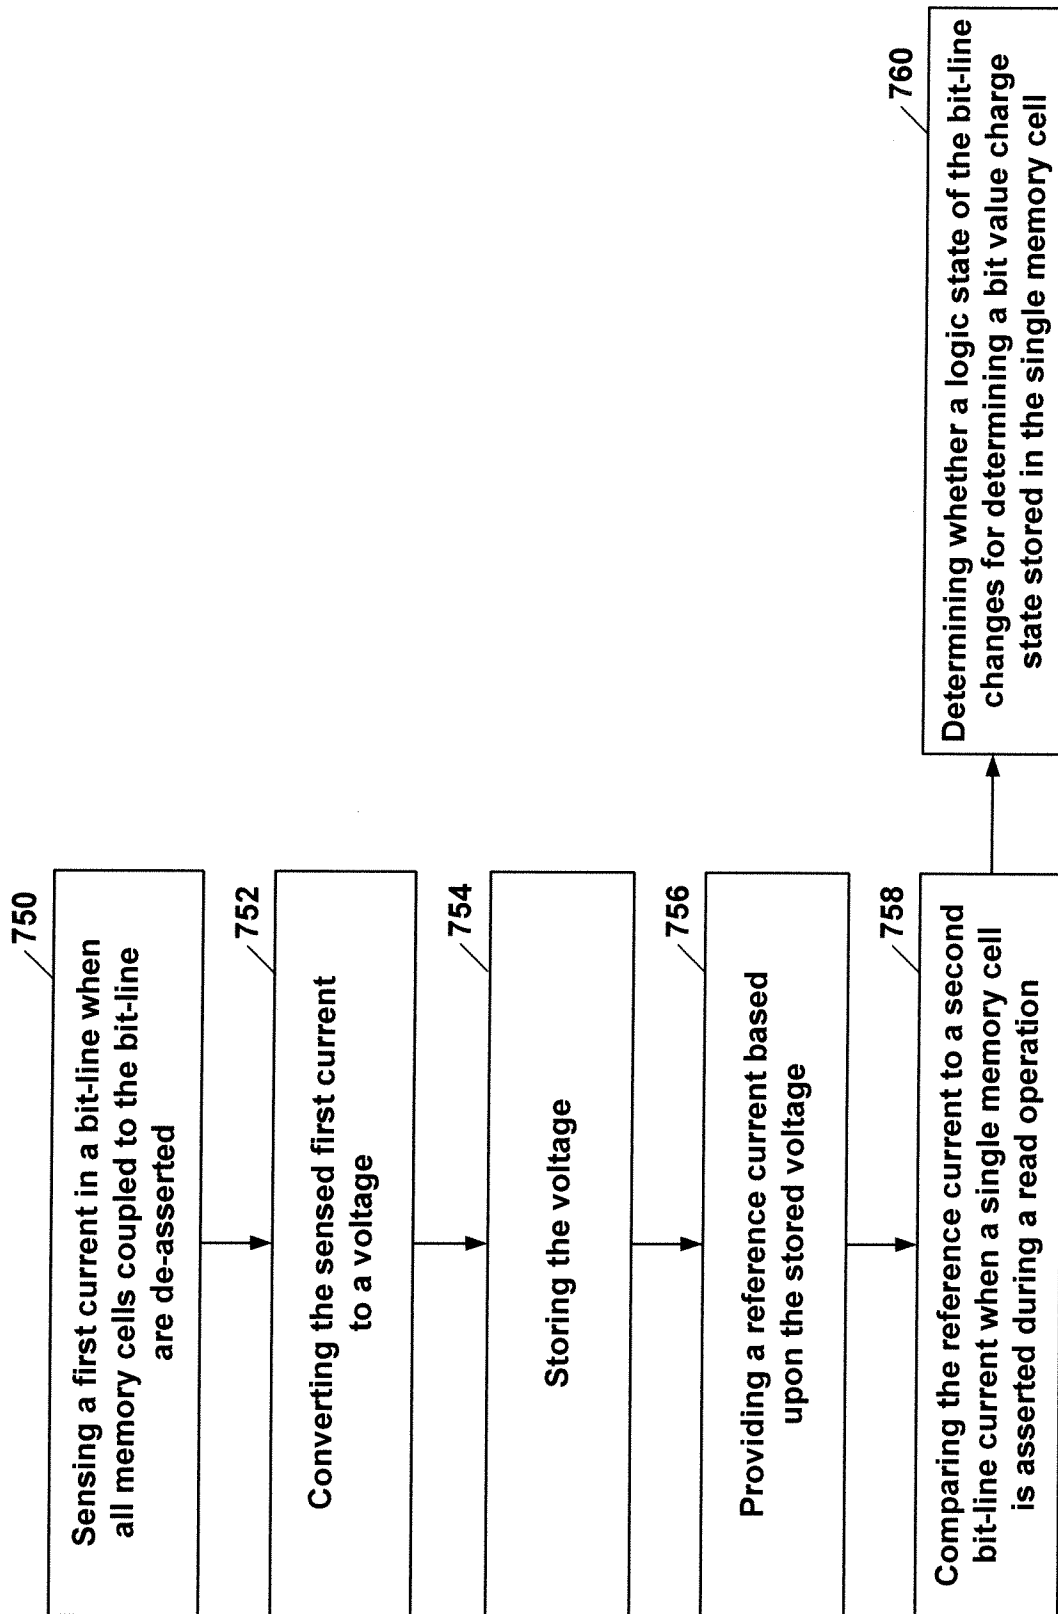 750
Sensing a first current in a bit-line when
all memory cells coupled to the bit-line
are de-asserted
752
Converting the sensed first current
to a voltage
754
Storing the voltage
756
Providing a reference current based
upon the stored voltage
758
Comparing the reference current to a second
bit-line current when a single memory cell
is asserted during a read operation
760
Determining whether a logic state of the bit-line
changes for determining a bit value charge
state stored in the single memory cell